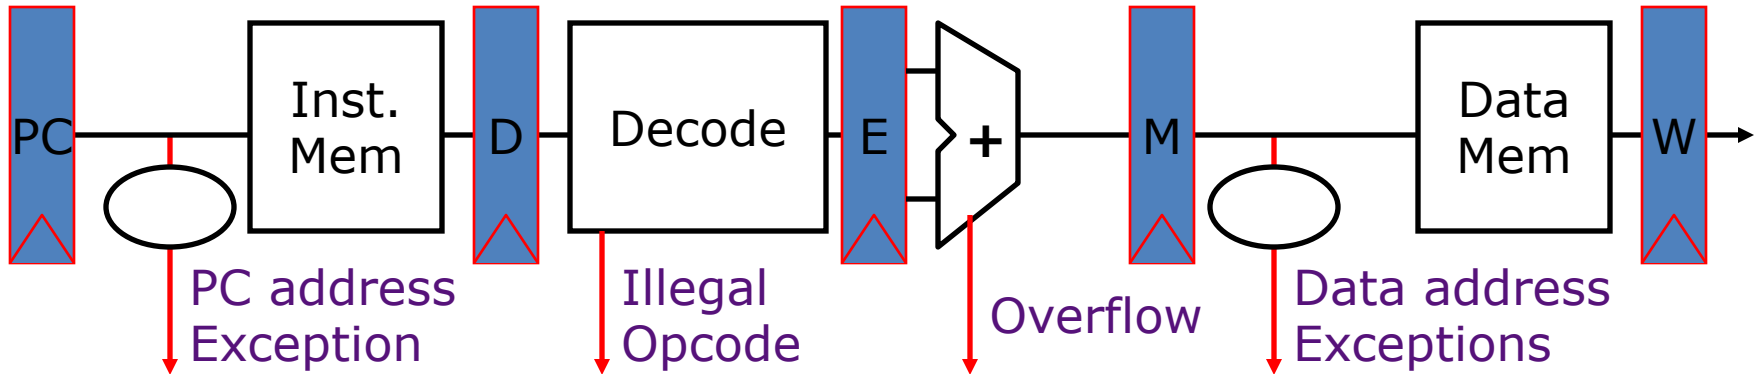 PC
Inst.
Mem
D
Decode
E
+
M
Data
Mem
W
PC address
Exception
Illegal
Opcode
Overflow
Data address
Exceptions